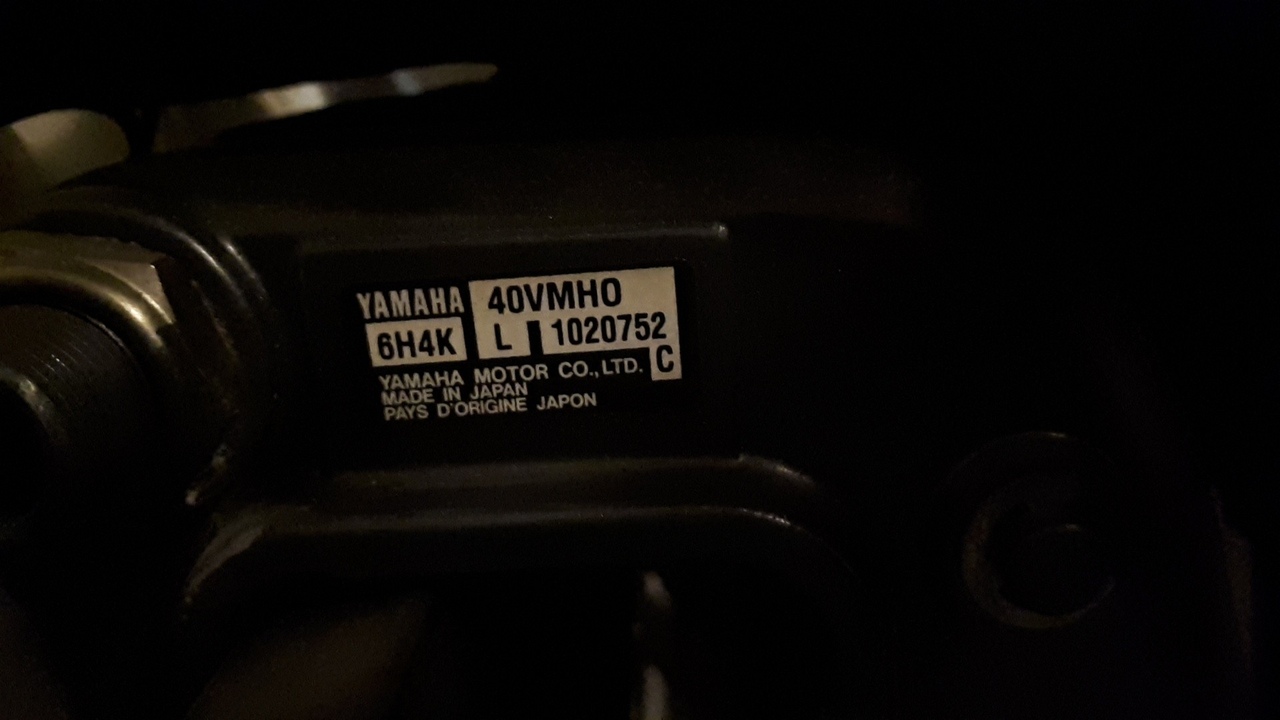 YAMAHA 40VMHO
6H4K L 1020752
C
YAMAHA MOTOR CO.,LTD.
MADE IN JAPAN
PAYS D'ORIGINE JAPON